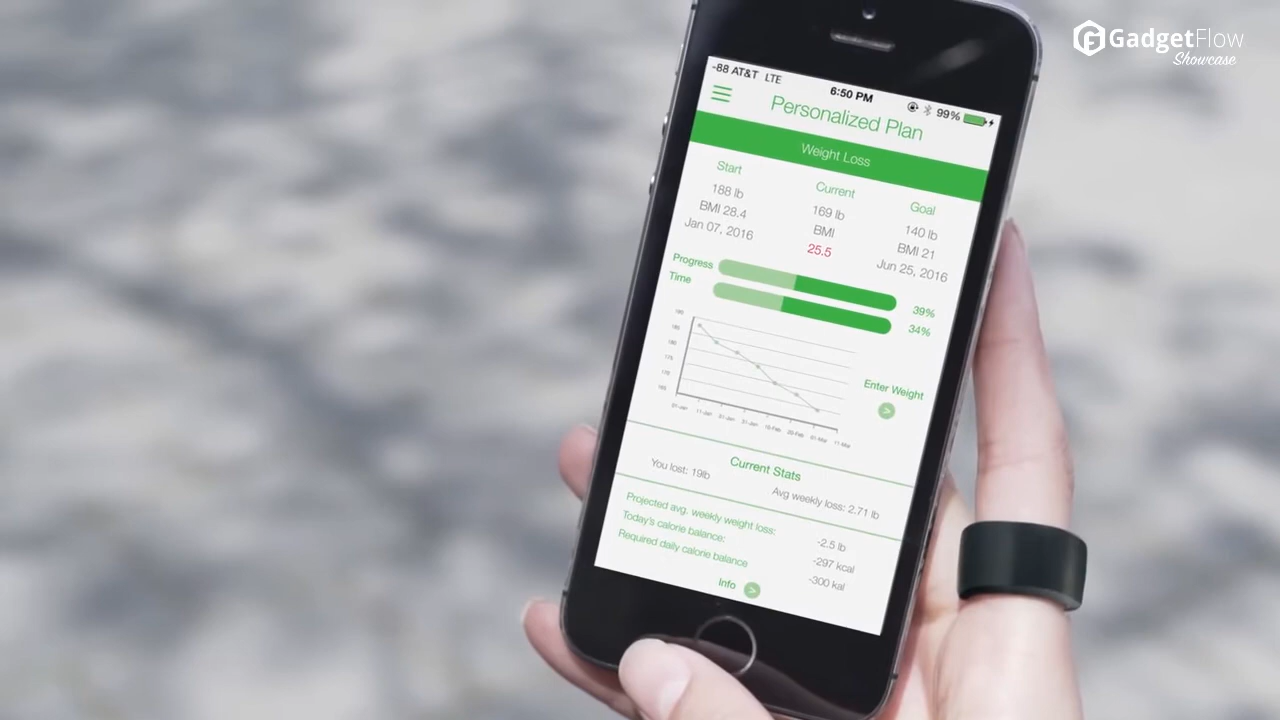 GadgetFlow
Showcase
-88 AT&T LTE 6:50 PM 99%
Personalized Plan
Weight Loss
Start Current Goal
188 lb 169 lb 140 lb
BMI 28.4 BMI BMI 21
Jan 07, 2016 25.5 Jun 25, 2016
Progress 39%
Time 34%
Enter Weight
Current Stats
You lost: 19lb Avg weekly loss: 2.71 lb
Projected avg. weekly weight loss: -2.5 lb
Today's calorie balance: -297 kcal
Required daily calorie balance -300 kal
Info